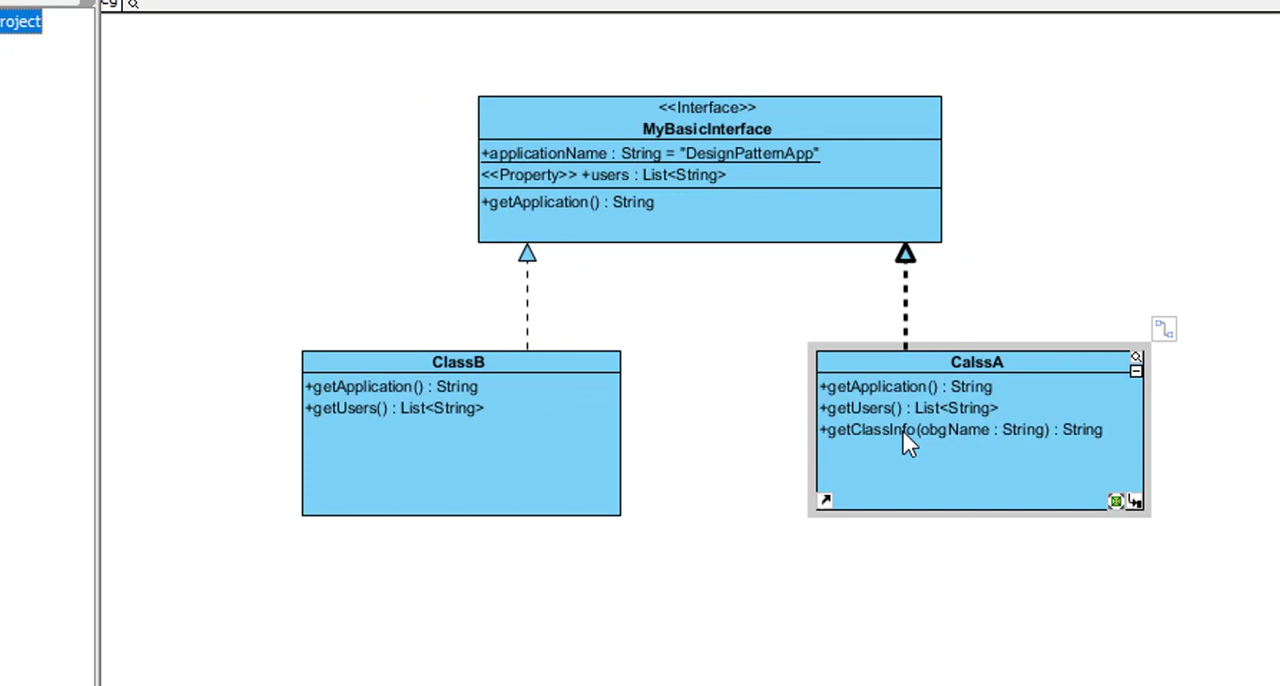 roject
<<Interface>>
MyBasicInterface
+applicationName : String = "DesignPatternApp"
<<Property>> +users : List<String>
+getApplication() : String
ClassB
+getApplication() : String
+getUsers() : List<String>
CalssA
+getApplication() : String
+getUsers() : List<String>
+getClassInfo(obgName : String) : String